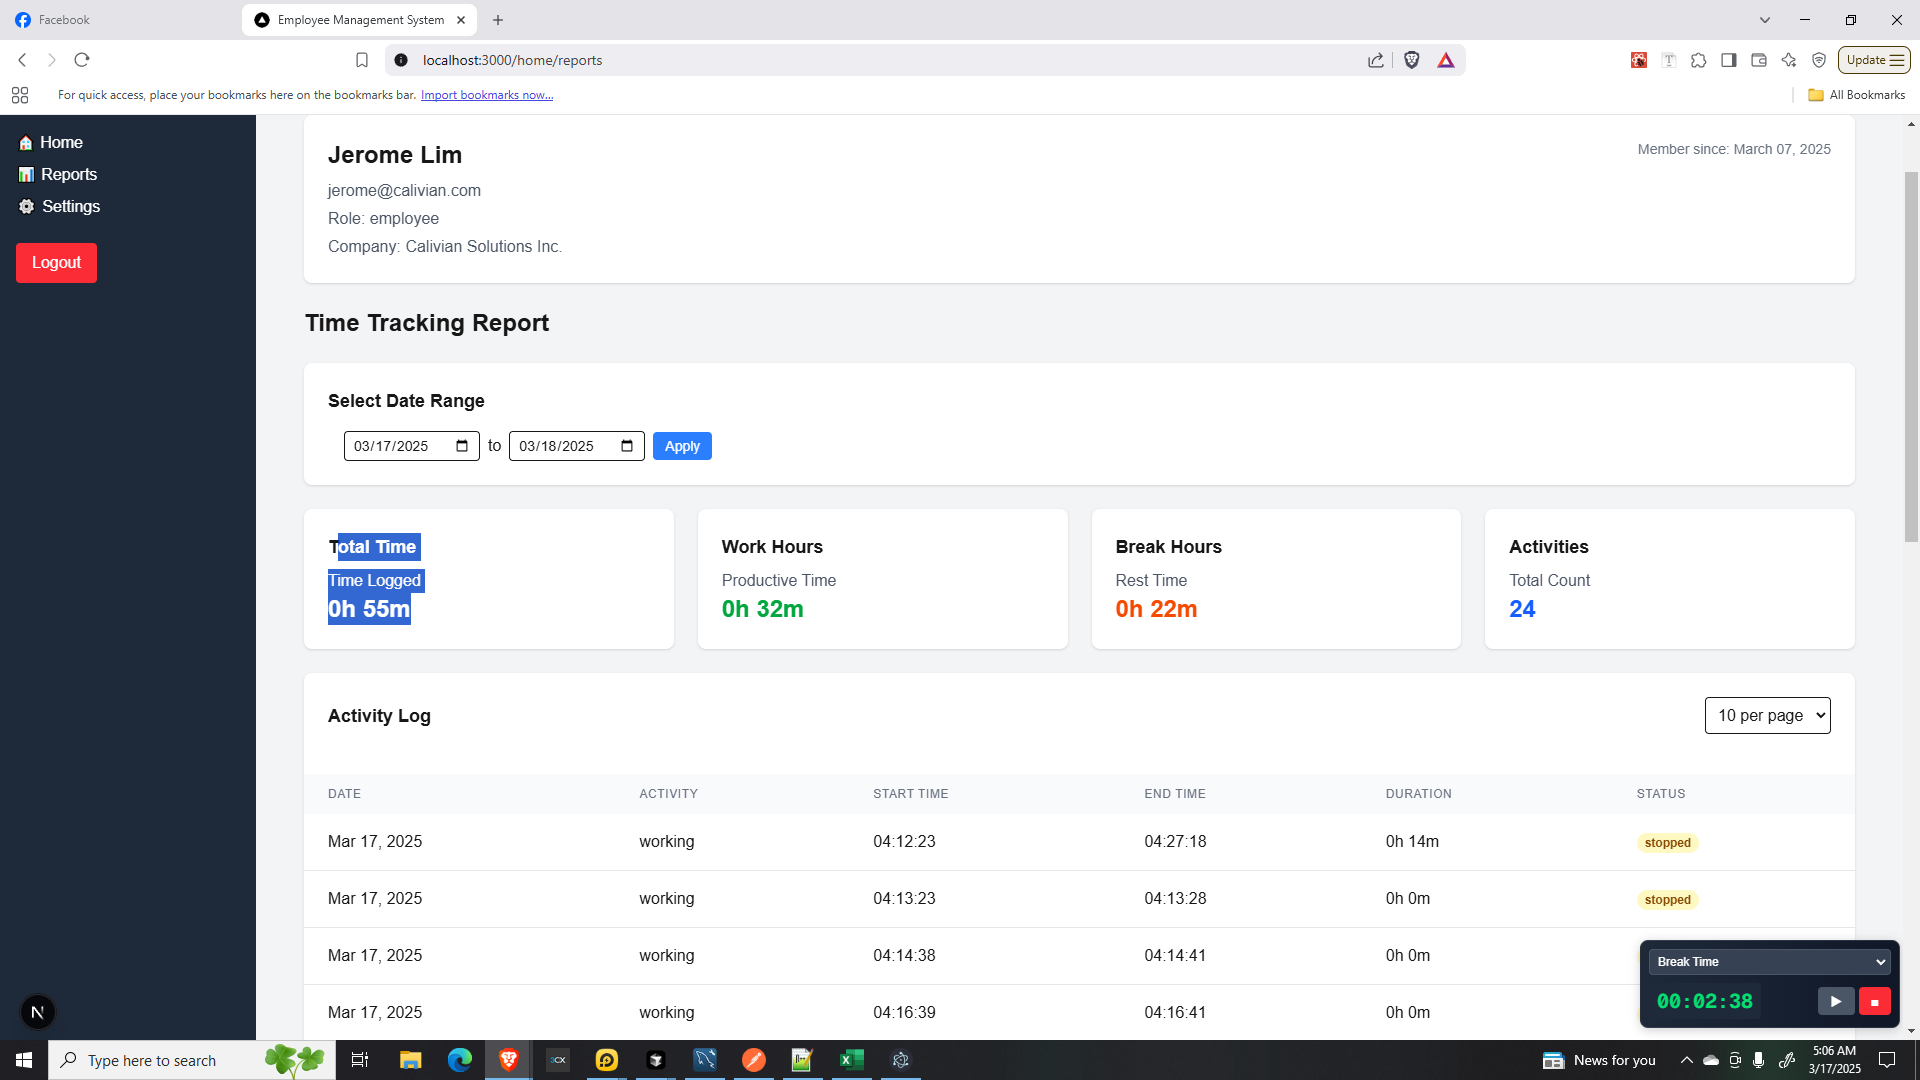 Facebook
Employee Management System
localhost:3000/home/reports
Update
For quick access, place your bookmarks here on the bookmarks bar. Import bookmarks now...
All Bookmarks
Home
Reports
Settings
Logout
Jerome Lim
Member since: March 07, 2025
jerome@calivian.com
Role: employee
Company: Calivian Solutions Inc.
Time Tracking Report
Select Date Range
03/17/2025 to 03/18/2025 Apply
Total Time
Time Logged
0h 55m
Work Hours
Productive Time
0h 32m
Break Hours
Rest Time
0h 22m
Activities
Total Count
24
Activity Log
10 per page
DATE ACTIVITY START TIME END TIME DURATION STATUS
Mar 17, 2025 working 04:12:23 04:27:18 0h 14m stopped
Mar 17, 2025 working 04:13:23 04:13:28 0h 0m stopped
Mar 17, 2025 working 04:14:38 04:14:41 0h 0m
Mar 17, 2025 working 04:16:39 04:16:41 0h 0m
Break Time
00:02:38
N
Type here to search
3CX
News for you
5:06 AM
3/17/2025